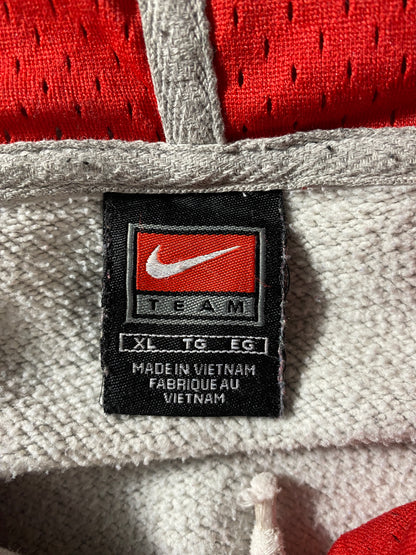 TEAM
XL TG EG
MADE IN VIETNAM
FABRIQUE AU
VIETNAM